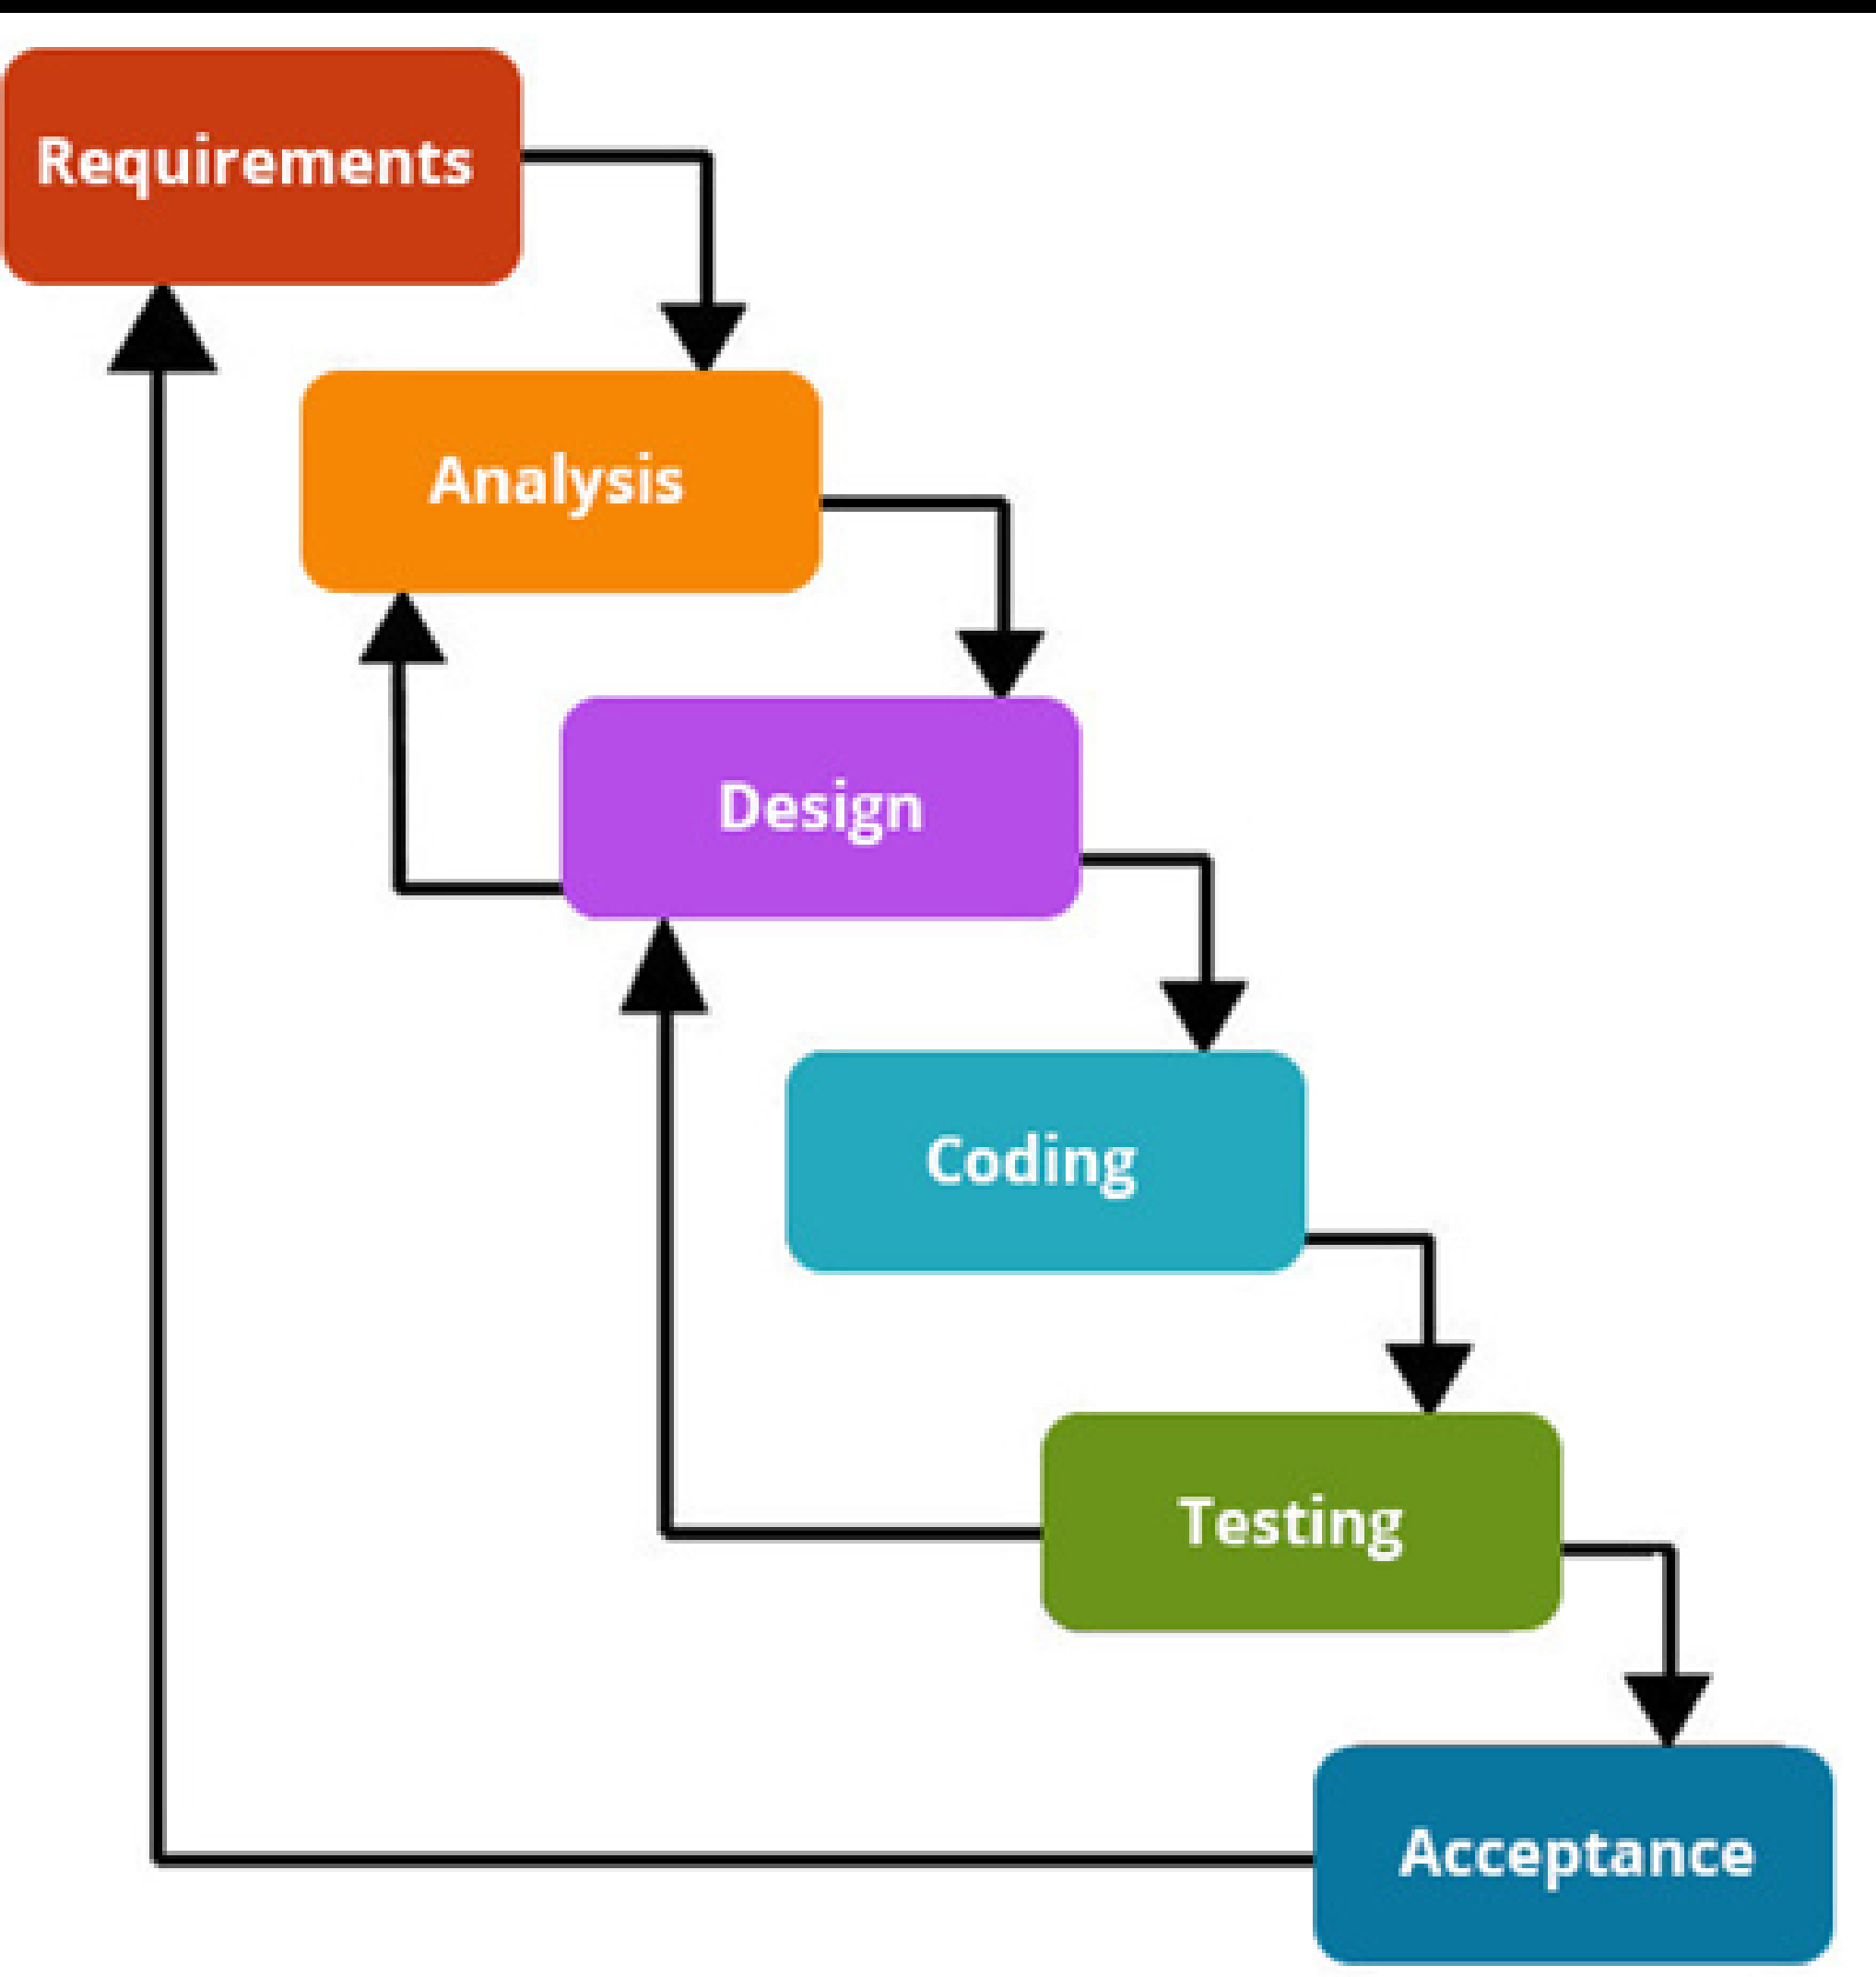 Requirements
Analysis
Design
Coding
Testing
Acceptance